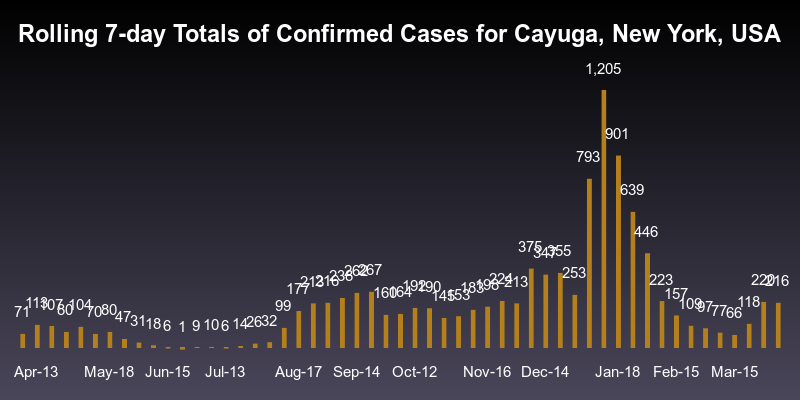 Rolling 7-day Totals of Confirmed Cases for Cayuga, New York, USA
71 113 107 80 104 70 80 47 31 18 6 1 9 10 6 14 26 32 99 177 213 216 238 262 267 160 164 192 190 145 153 183 198 224 213 375 347 355 253 793 1,205 901 639 446 223 157 109 97 77 66 118 220 216
Apr-13 May-18 Jun-15 Jul-13 Aug-17 Sep-14 Oct-12 Nov-16 Dec-14 Jan-18 Feb-15 Mar-15